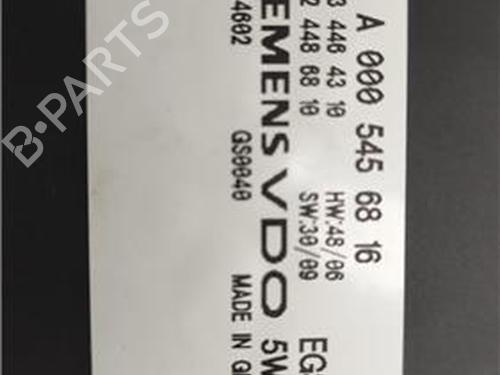 A 000 545 68 16
3 446 43 10 HW:48/06 EG
2 448 68 10 SW:30/09
SIEMENS VDO 5W
4602 GS0040 MADE IN G
B-PARTS